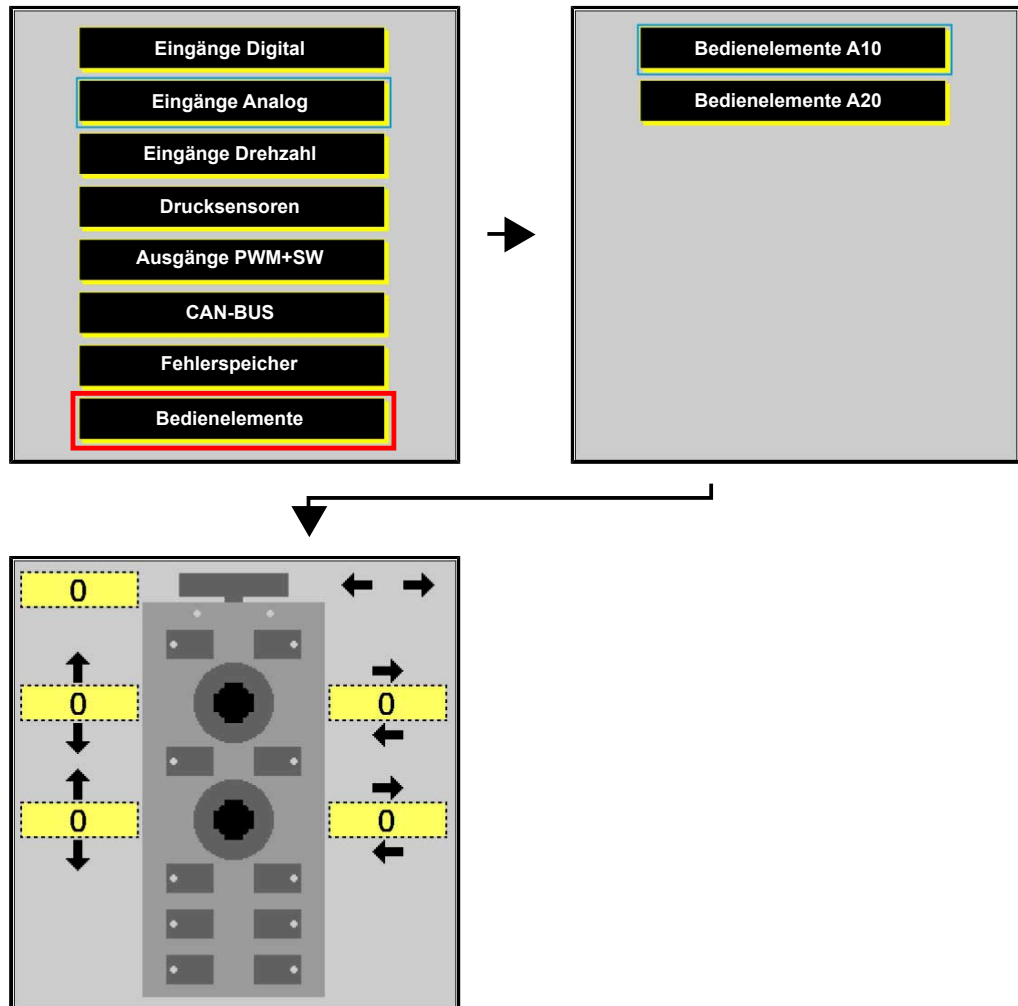 Eingänge Digital
Eingänge Analog
Eingänge Drehzahl
Drucksensoren
Ausgänge PWM+SW
CAN-BUS
Fehlerspeicher
Bedienelemente
Bedienelemente A10
Bedienelemente A20
0
0
0
0
0